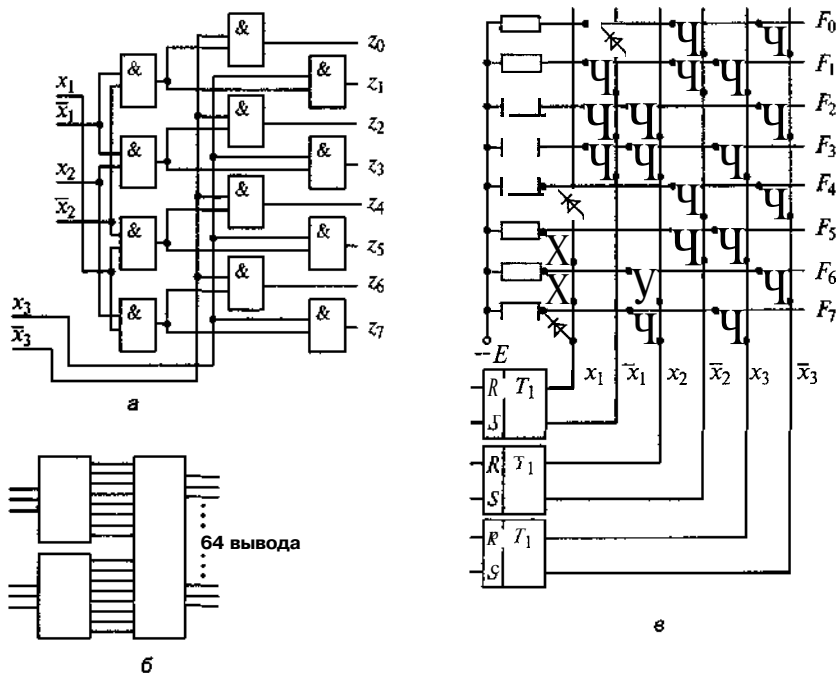 &
z₀
&
&
z₁
x₁
x̄₁
&
z₂
&
&
z₃
x₂
x̄₂
&
z₄
&
&
z₅
&
z₆
x₃
x̄₃
&
&
z₇
а
64 вывода
б
F₀
F₁
F₂
F₃
F₄
F₅
F₆
F₇
−E
x₁ x̄₁ x₂ x̄₂ x₃ x̄₃
R T₁
S
R T₁
S
R T₁
S
в